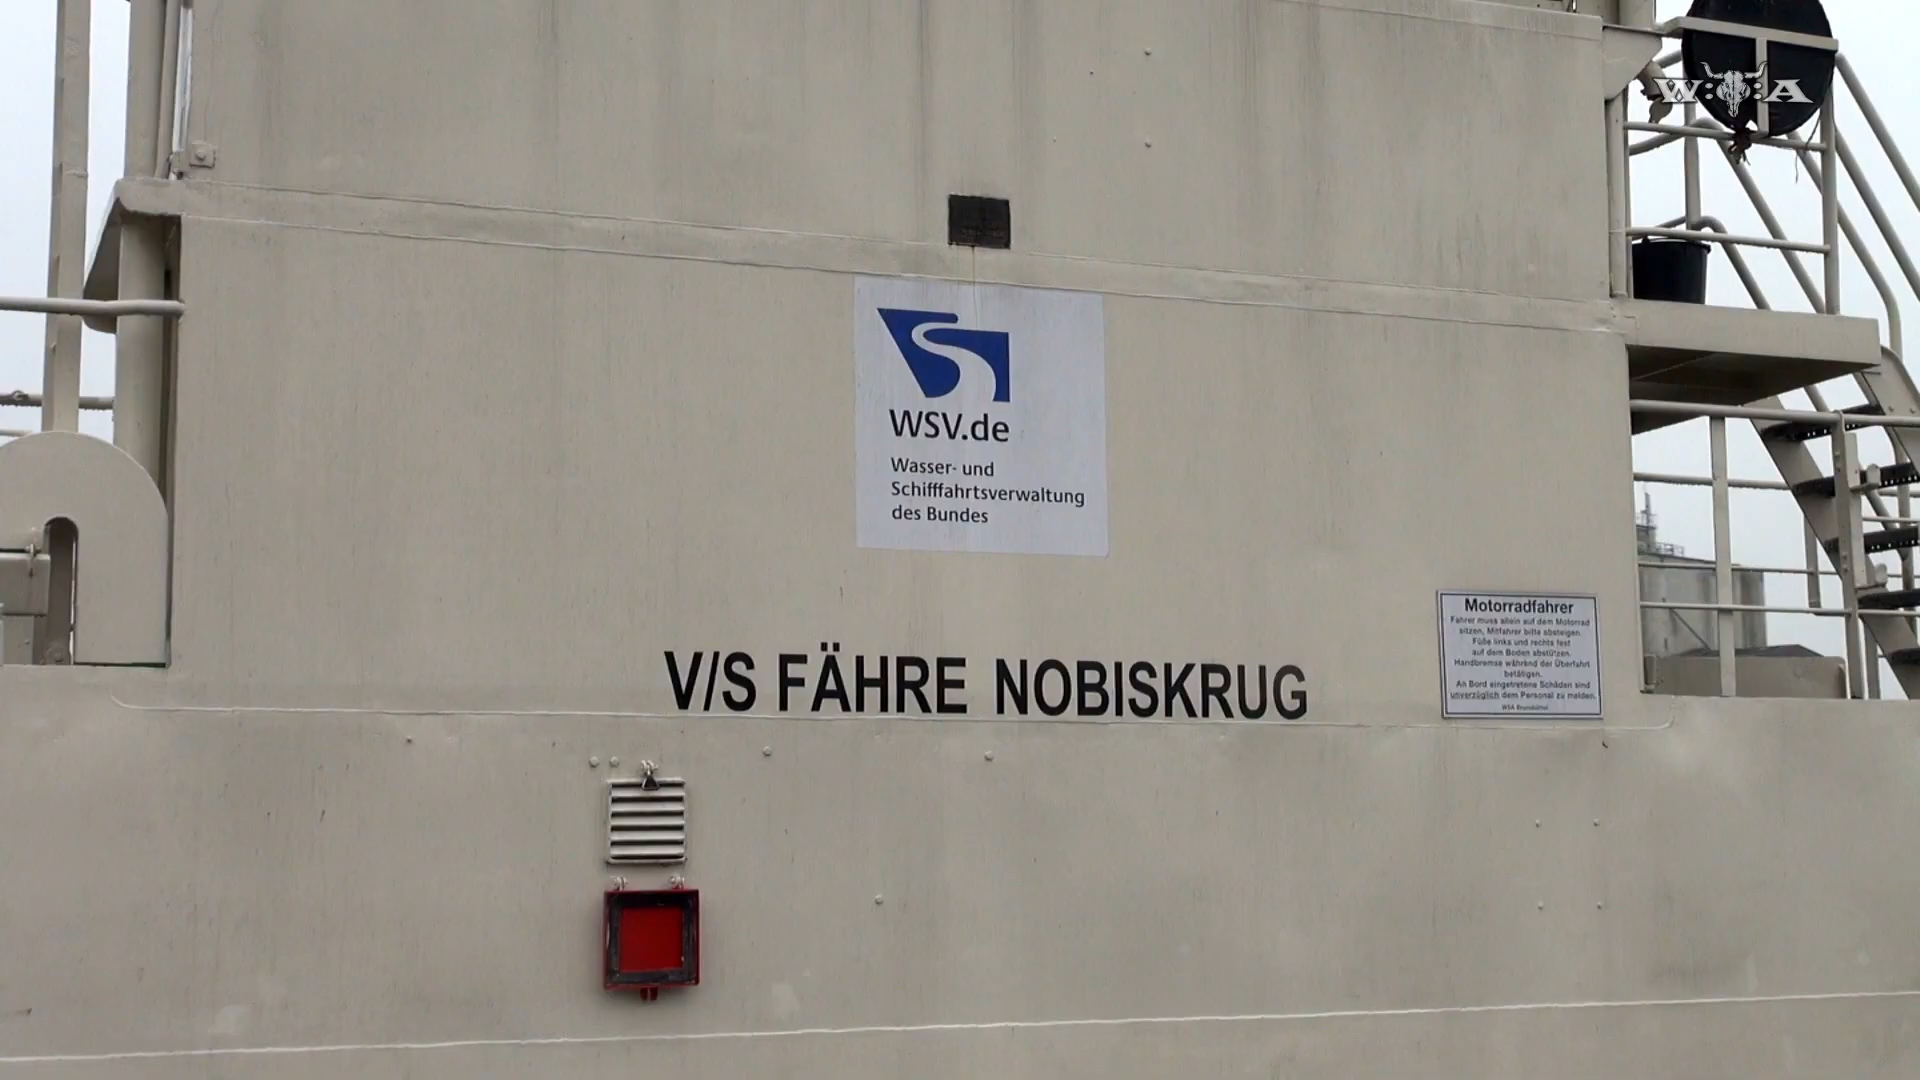 W:O:A
WSV.de
Wasser- und
Schifffahrtsverwaltung
des Bundes
V/S FÄHRE NOBISKRUG
Motorradfahrer
Fahrer muss allein auf dem Motorrad
sitzen, Mitfahrer bitte absteigen.
Füße links und rechts fest
auf dem Boden abstützen.
Handbremse während der Überfahrt
betätigen.
An Bord eingetretene Schäden sind
unverzüglich dem Personal zu melden.
WSA Brunsbüttel